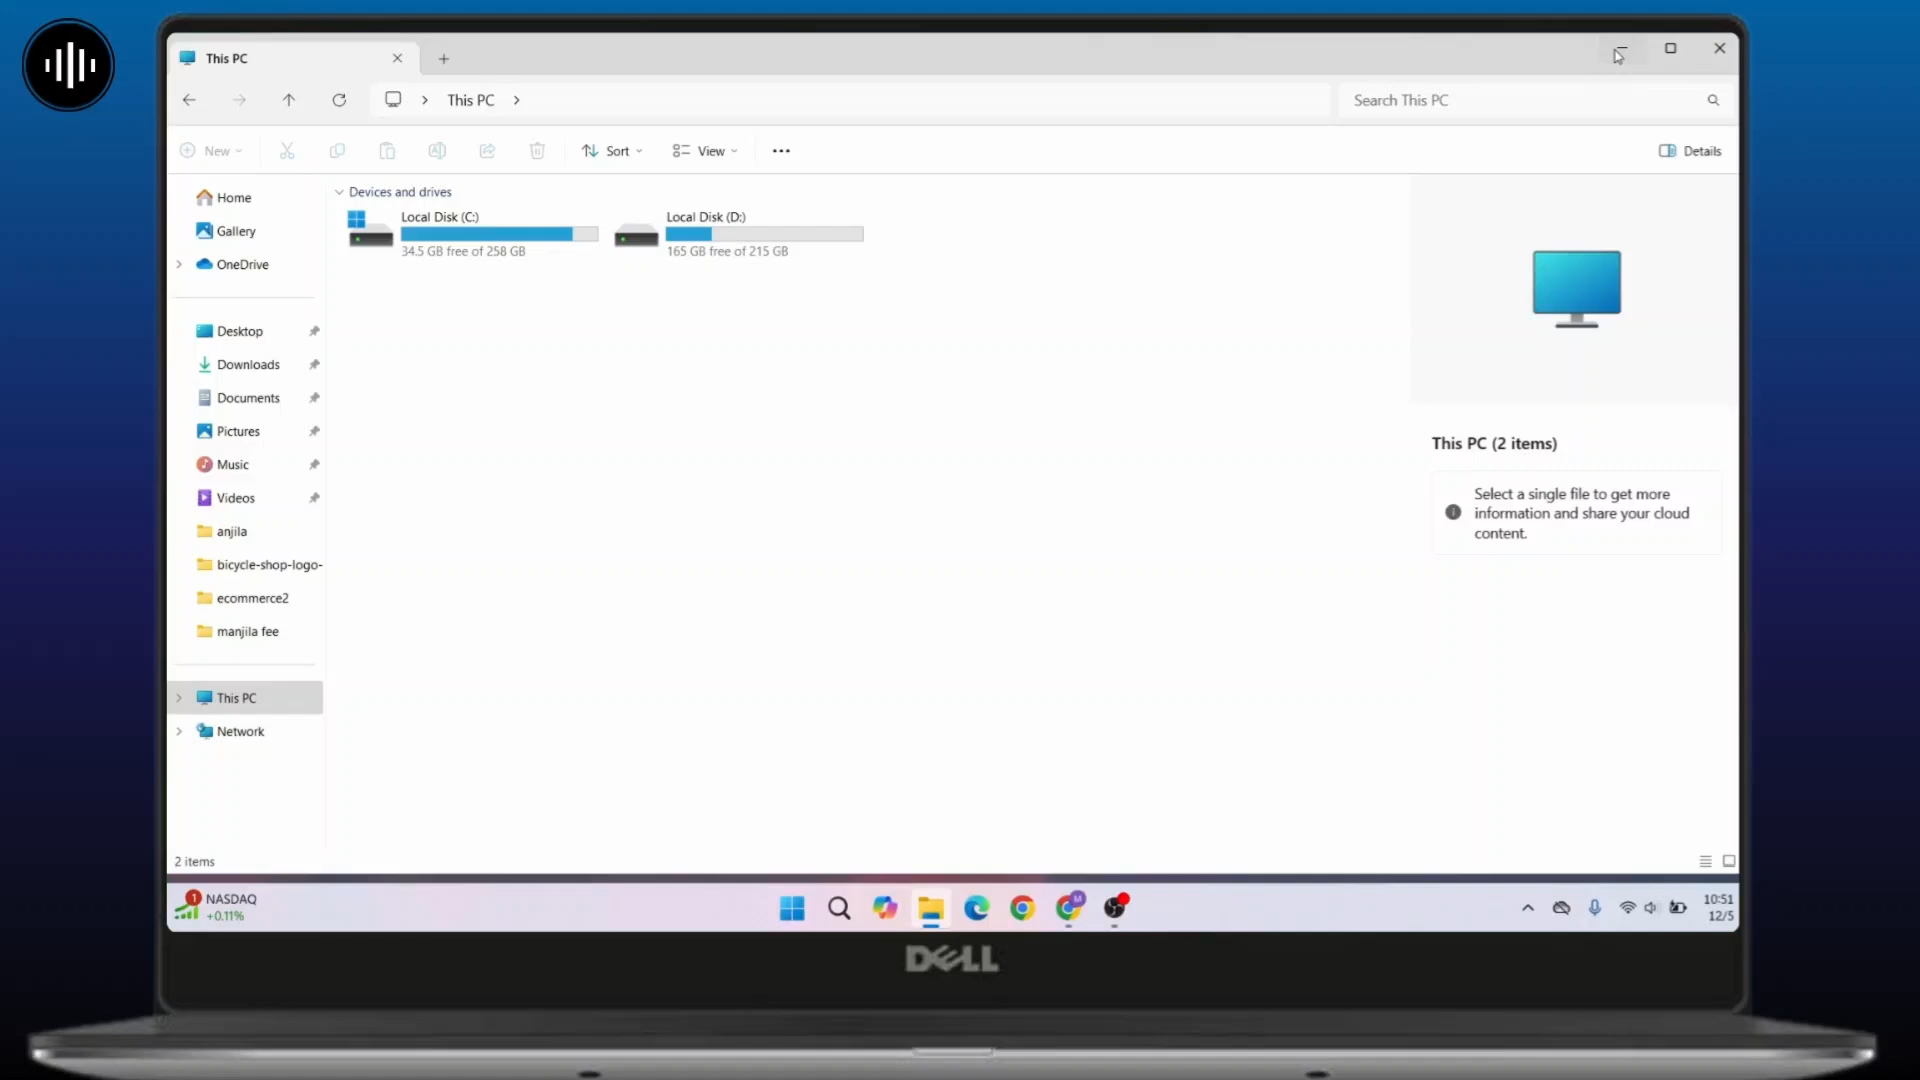 This PC
This PC
Search This PC
New
Sort
View
Details
Home
Gallery
OneDrive
Desktop
Downloads
Documents
Pictures
Music
Videos
anjila
bicycle-shop-logo-
ecommerce2
manjila fee
This PC
Network
Devices and drives
Local Disk (C:)
34.5 GB free of 258 GB
Local Disk (D:)
165 GB free of 215 GB
This PC (2 items)
Select a single file to get more
information and share your cloud
content.
2 items
1
NASDAQ
+0.11%
M
10:51
12/5
DELL